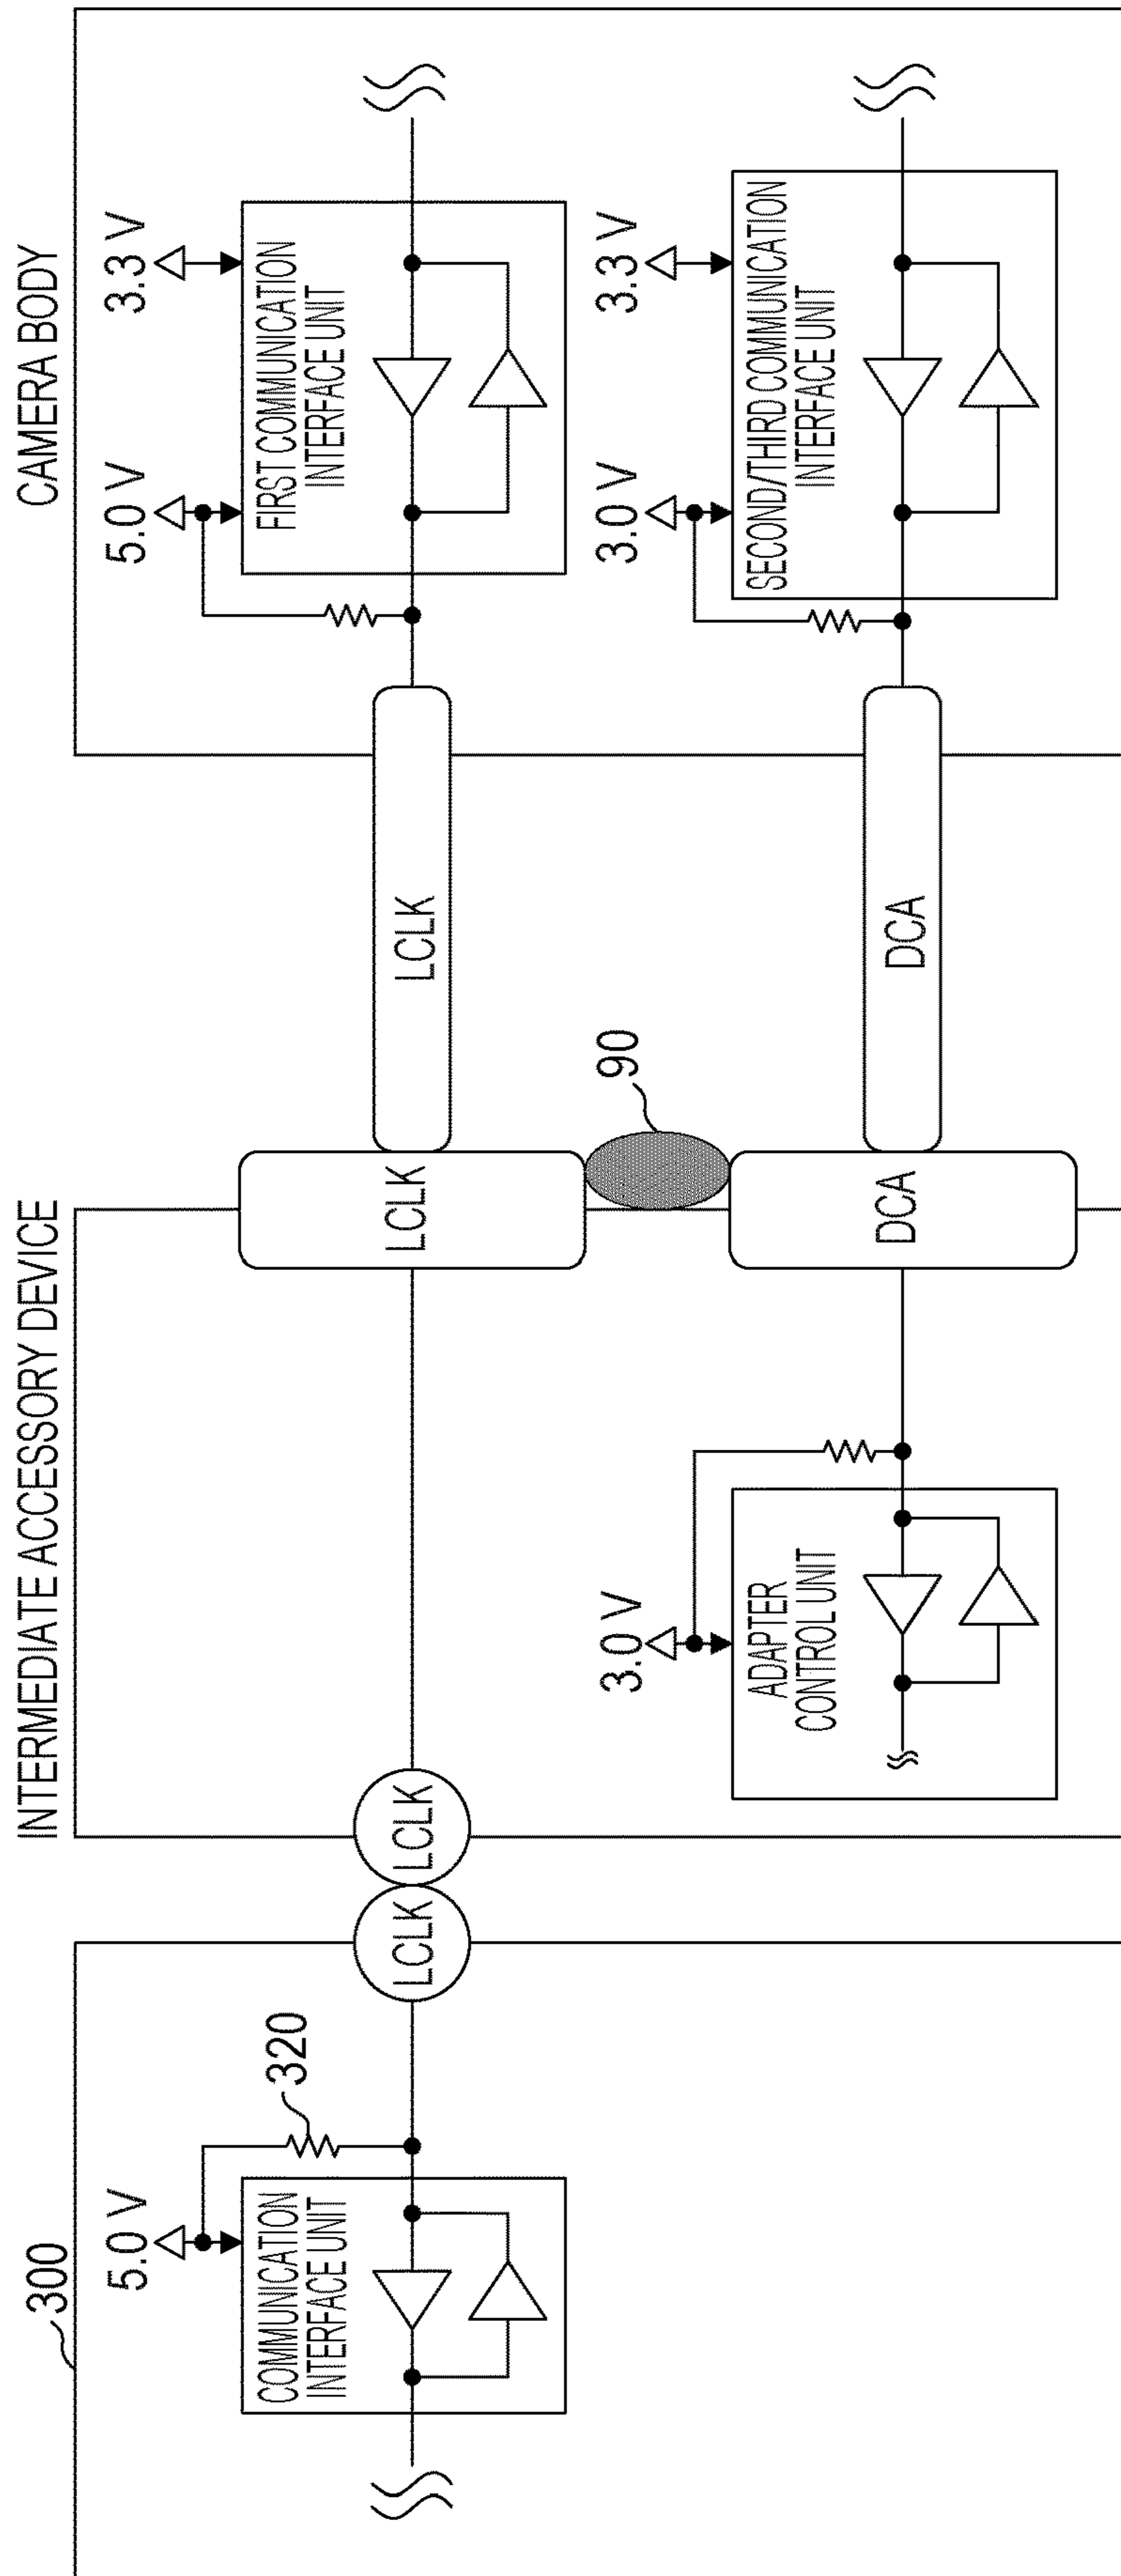 300
5.0 V
320
COMMUNICATION
INTERFACE UNIT
LCLK
INTERMEDIATE ACCESSORY DEVICE
LCLK
3.0 V
ADAPTER
CONTROL UNIT
LCLK
DCA
90
LCLK
DCA
CAMERA BODY
5.0 V
3.3 V
FIRST COMMUNICATION
INTERFACE UNIT
3.0 V
3.3 V
SECOND/THIRD COMMUNICATION
INTERFACE UNIT